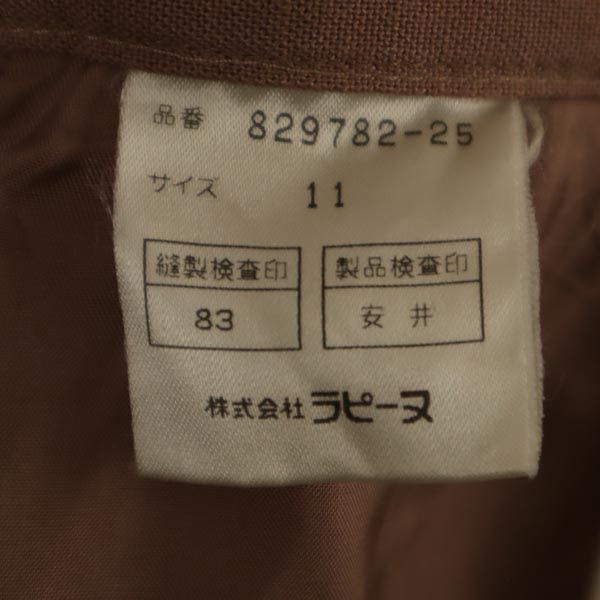 品番 829782-25
サイズ 11
縫製検査印 製品検査印
83 安井
株式会社 ラピーヌ